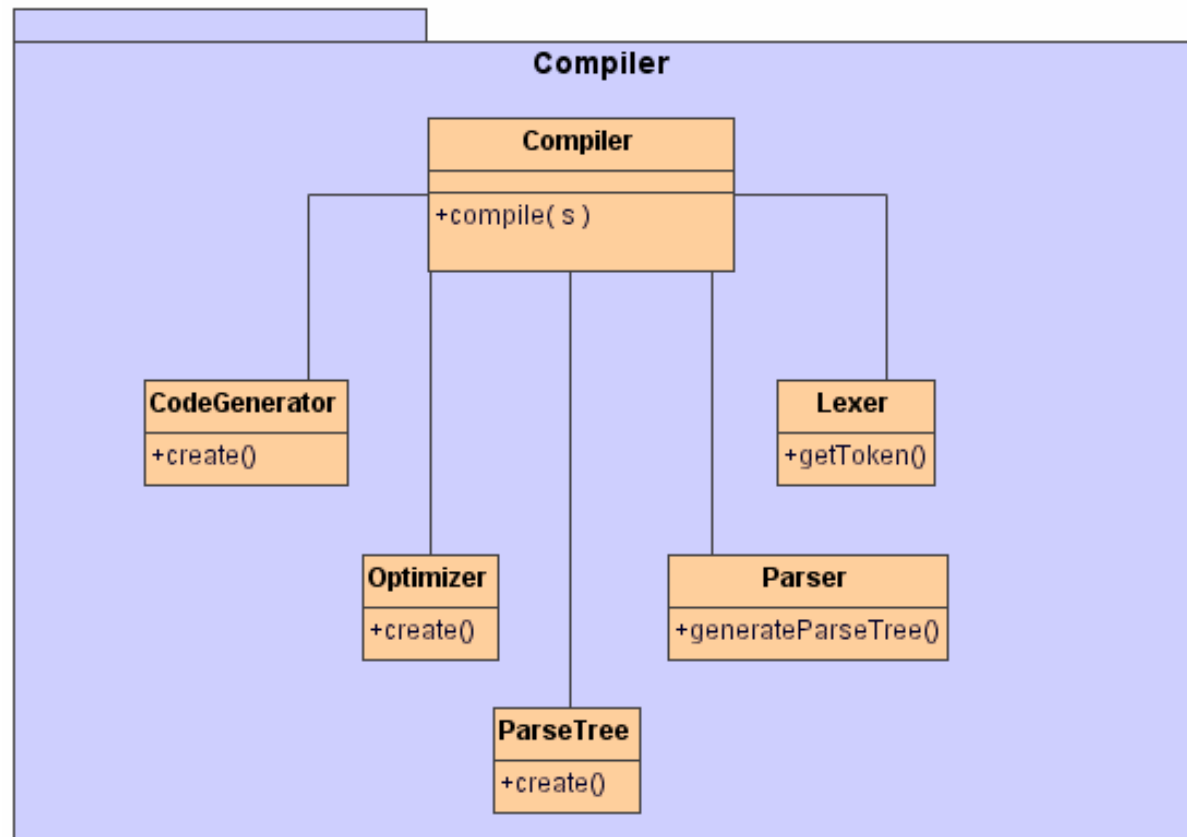 Compiler
Compiler
+compile( s )
CodeGenerator
+create()
Lexer
+getToken()
Optimizer
+create()
Parser
+generateParseTree()
ParseTree
+create()